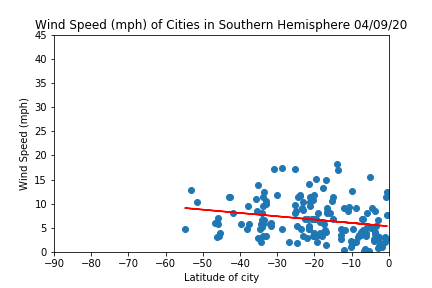 Wind Speed (mph) of Cities in Southern Hemisphere 04/09/20
45
40
35
30
25
20
15
10
5
0
−90 −80 −70 −60 −50 −40 −30 −20 −10 0
Wind Speed (mph)
Latitude of city